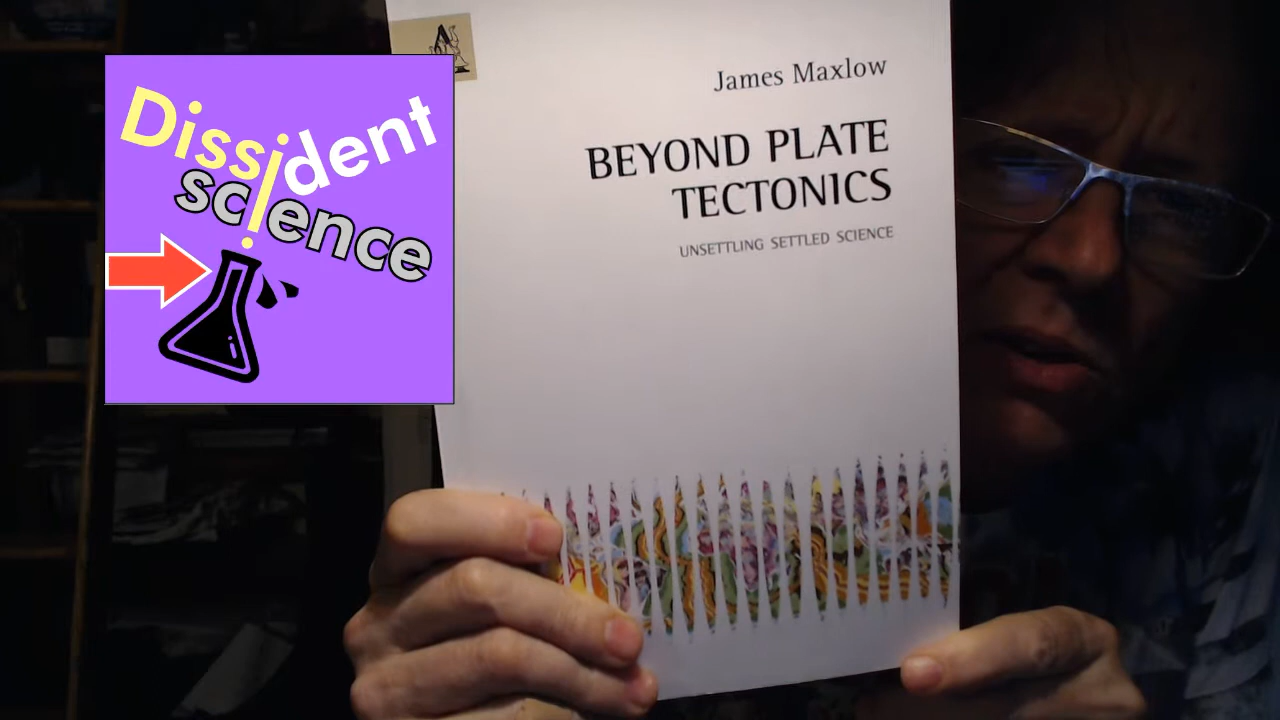 Dissident
science
James Maxlow
BEYOND PLATE
TECTONICS
UNSETTLING SETTLED SCIENCE